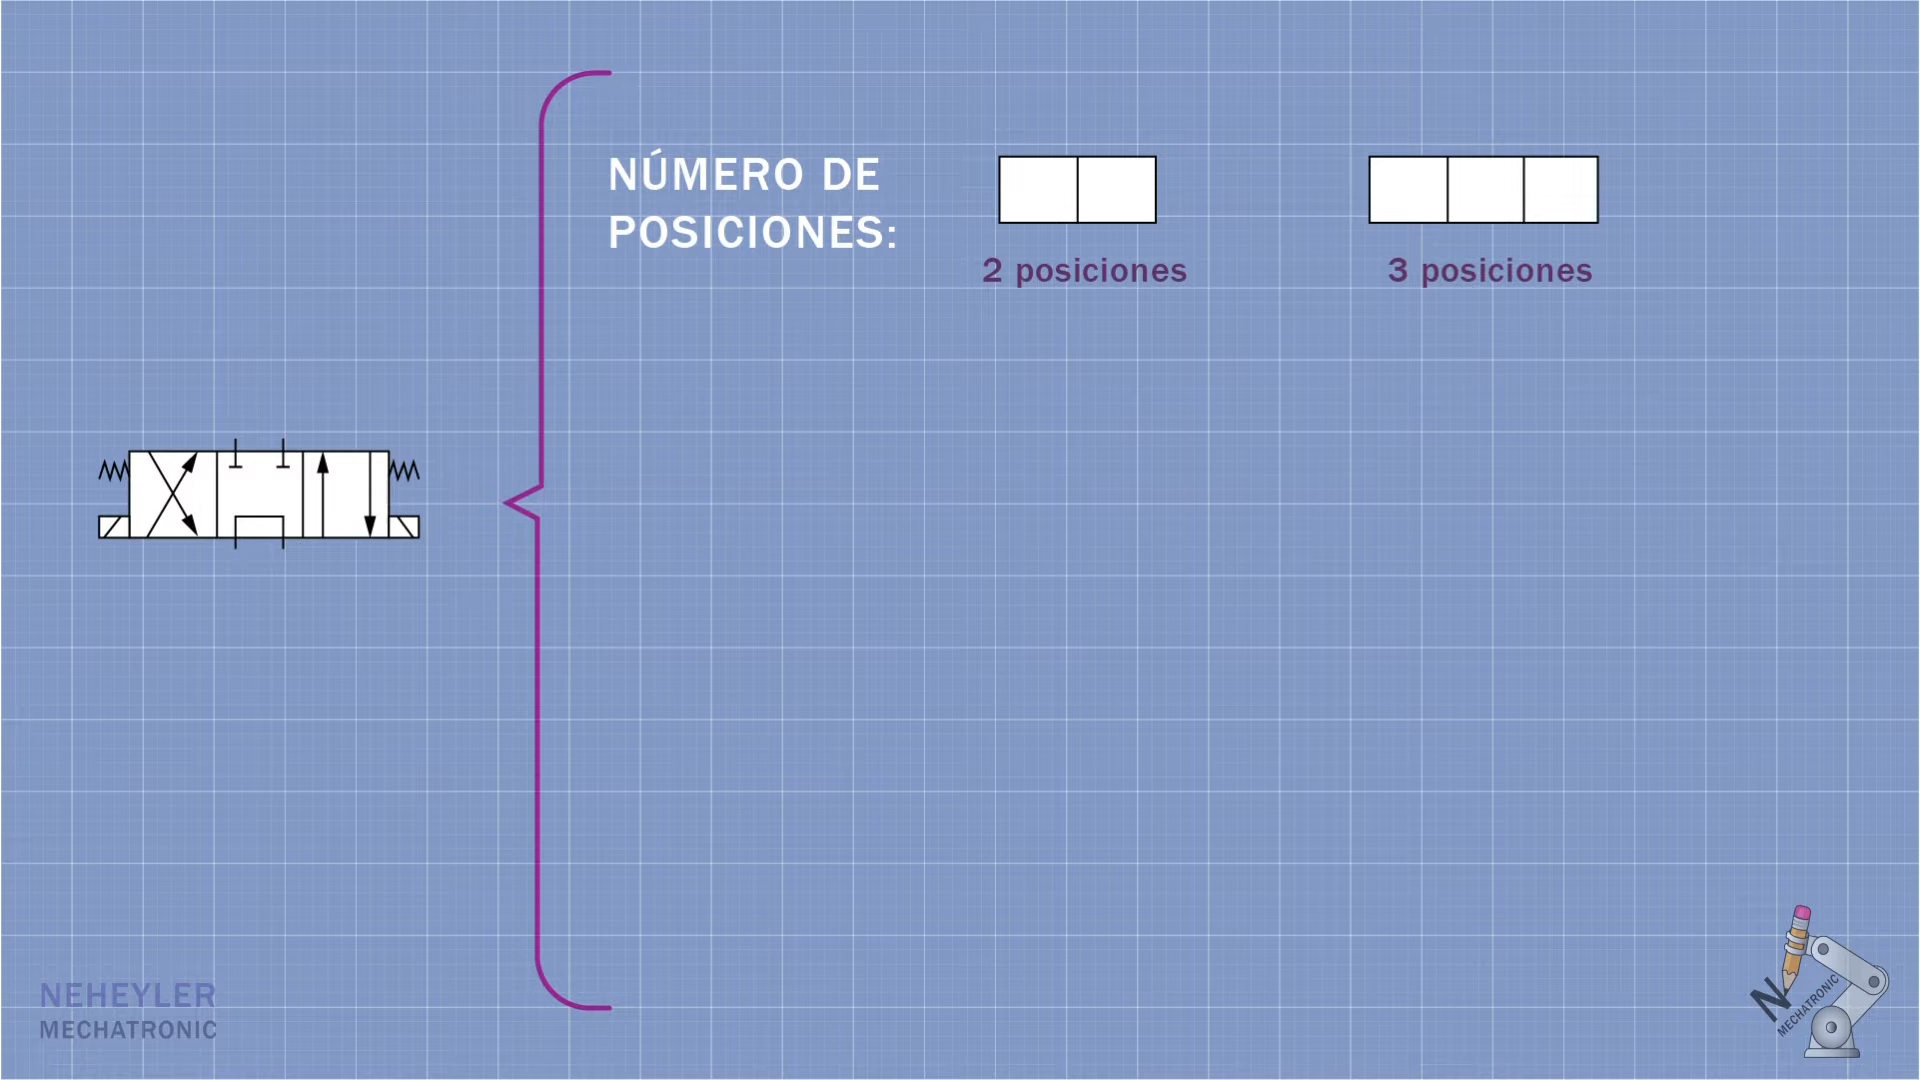 NÚMERO DE
POSICIONES:
2 posiciones
3 posiciones
NEHEYLER
MECHATRONIC
N
MECHATRONIC